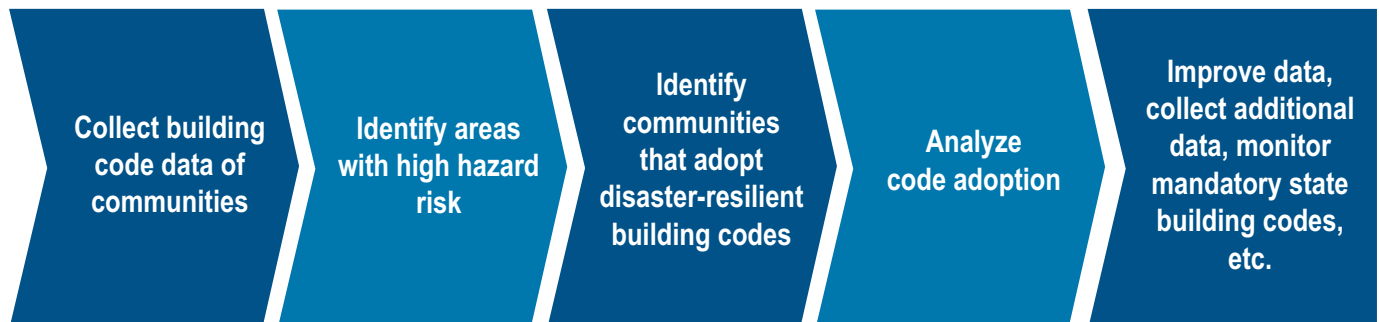 Collect building
code data of
communities
Identify areas
with high hazard
risk
Identify
communities
that adopt
disaster-resilient
building codes
Analyze
code adoption
Improve data,
collect additional
data, monitor
mandatory state
building codes,
etc.